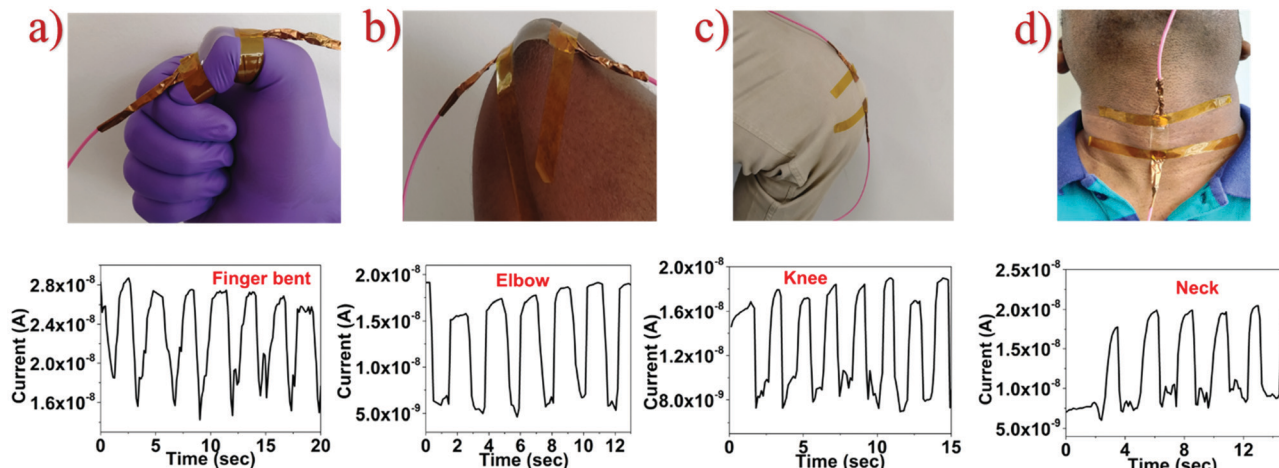 a)
b)
c)
d)
Finger bent
2.8x10⁻⁸
2.4x10⁻⁸
2.0x10⁻⁸
1.6x10⁻⁸
Current (A)
0 5 10 15 20
Time (sec)
Elbow
2.0x10⁻⁸
1.5x10⁻⁸
1.0x10⁻⁸
5.0x10⁻⁹
Current (A)
0 2 4 6 8 10 12
Time (sec)
Knee
2.0x10⁻⁸
1.6x10⁻⁸
1.2x10⁻⁸
8.0x10⁻⁹
Current (A)
0 5 10 15
Time (sec)
Neck
2.5x10⁻⁸
2.0x10⁻⁸
1.5x10⁻⁸
1.0x10⁻⁸
5.0x10⁻⁹
Current (A)
0 4 8 12
Time (sec)